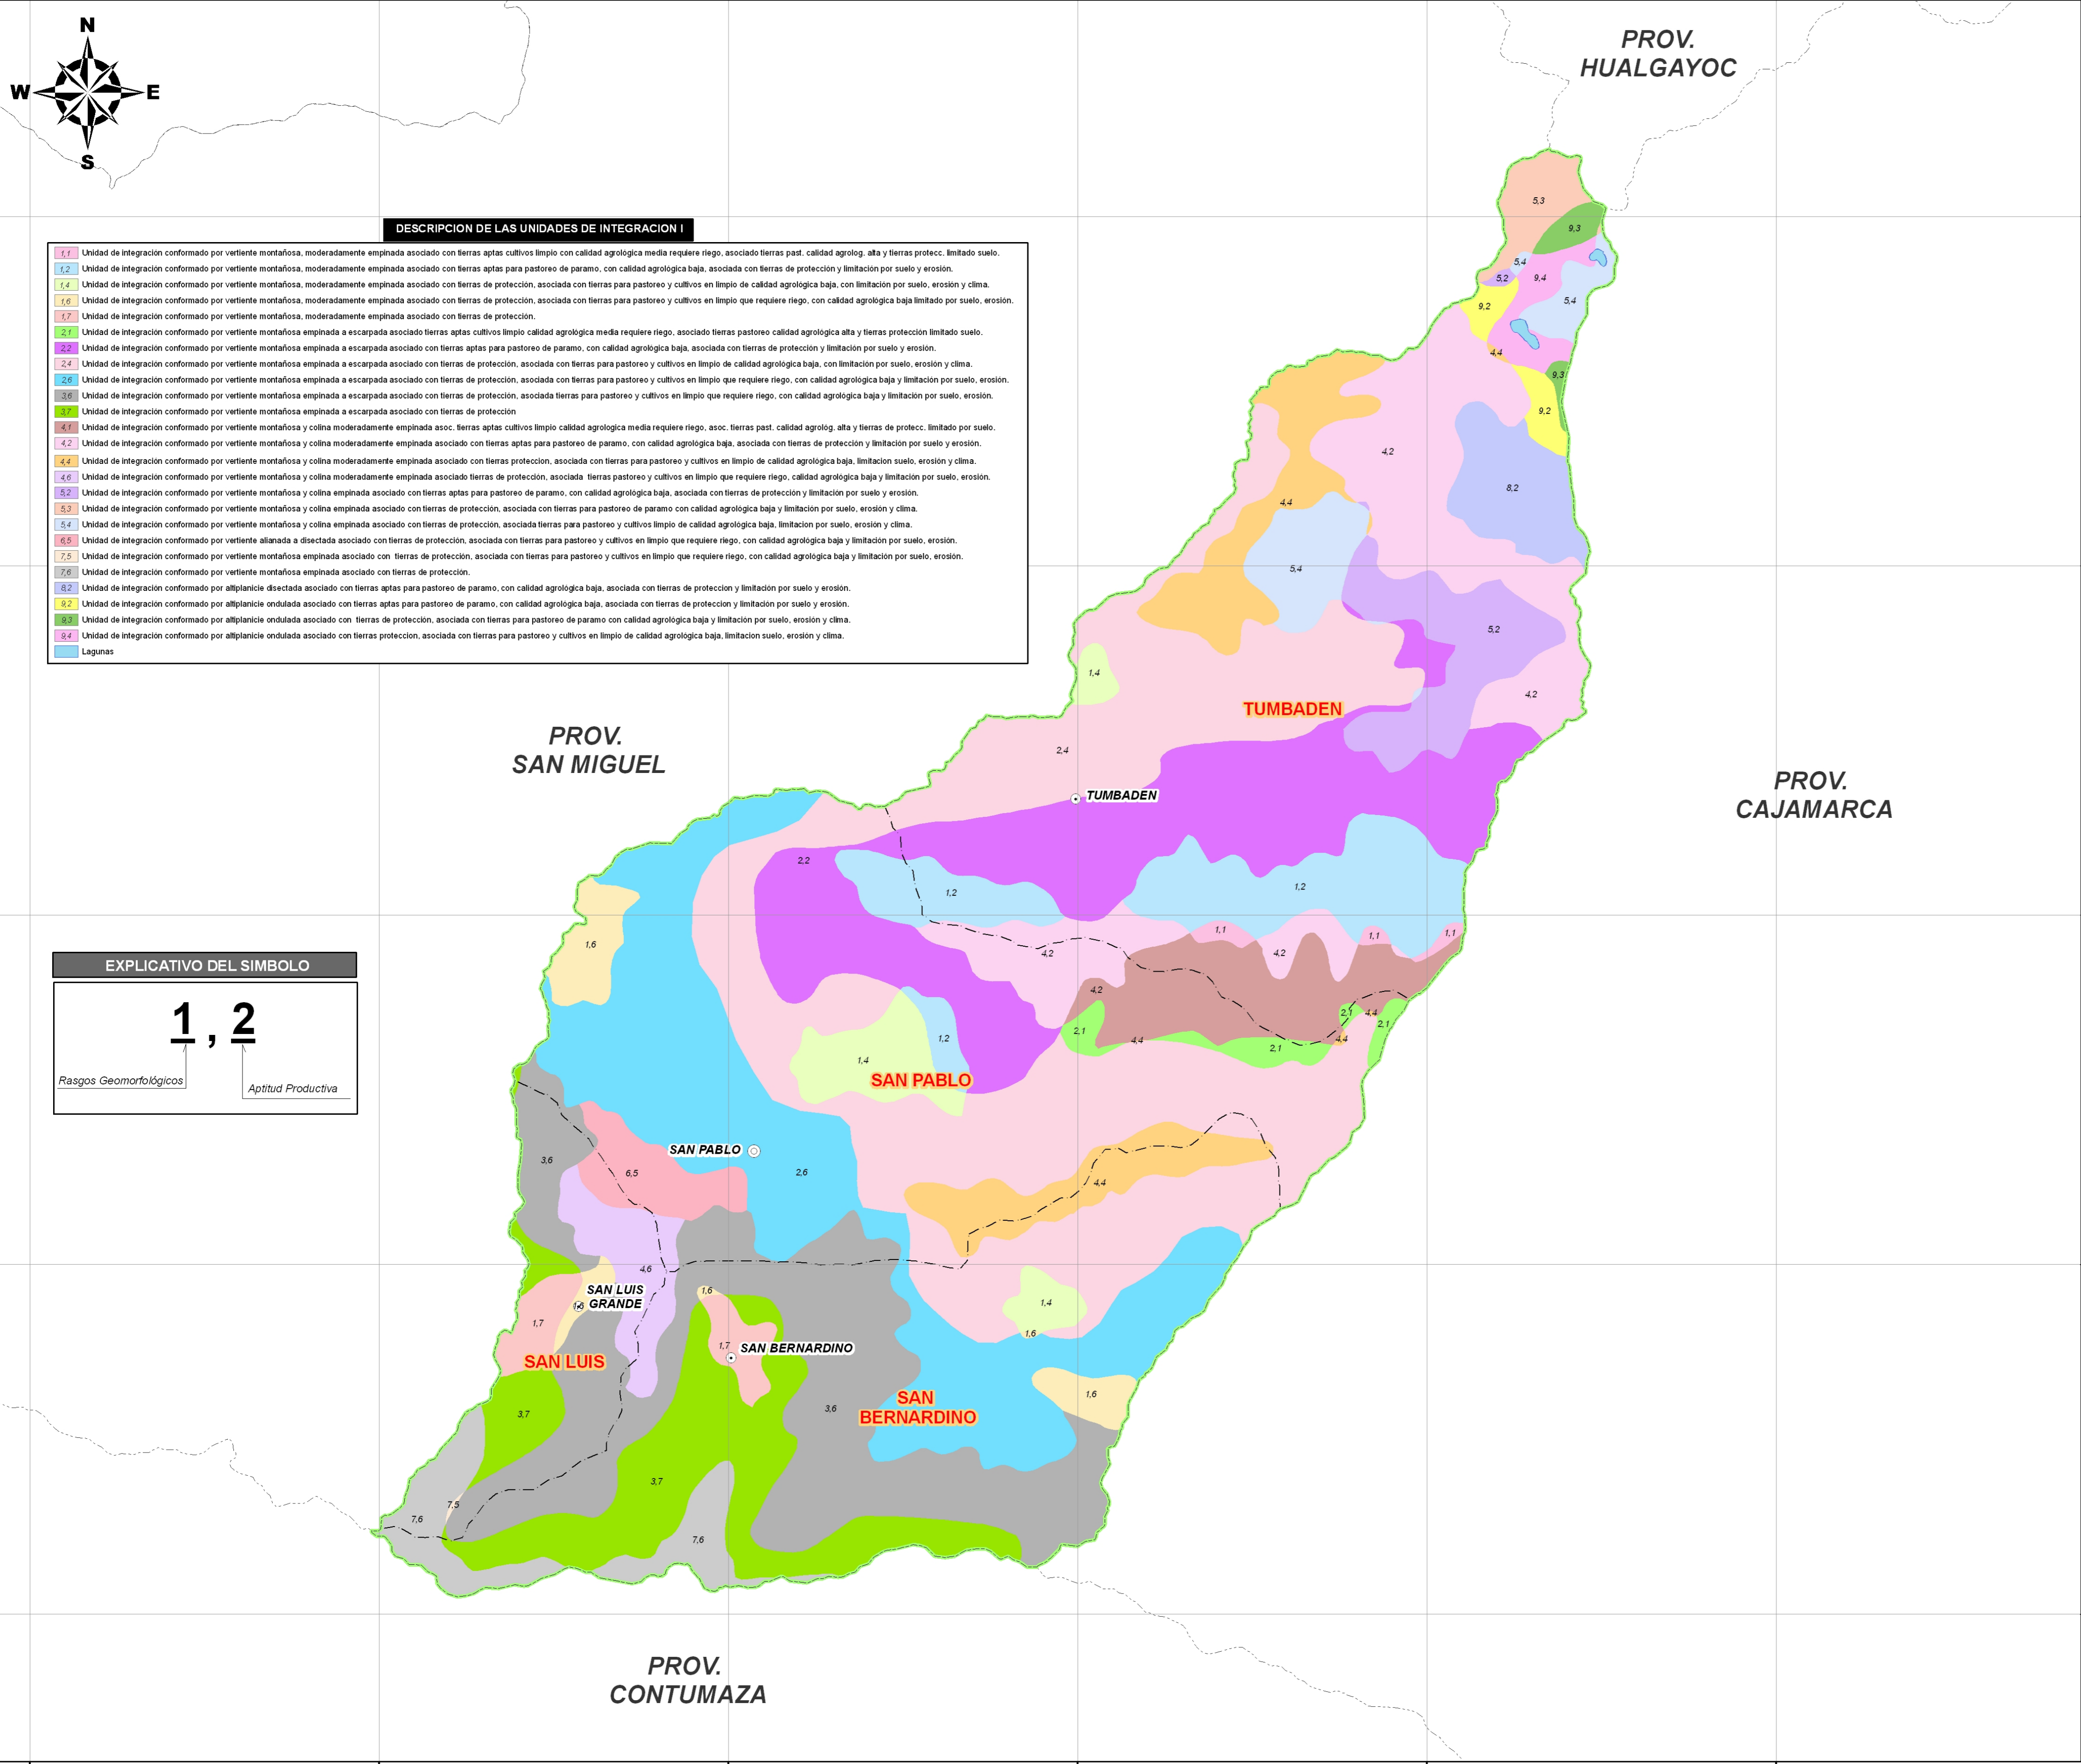 N
W
E
S
PROV.
HUALGAYOC
DESCRIPCION DE LAS UNIDADES DE INTEGRACION I
1,1 Unidad de integración conformado por vertiente montañosa, moderadamente empinada asociado con tierras aptas cultivos limpio con calidad agrológica media requiere riego, asociado tierras past. calidad agrolog. alta y tierras protecc. limitado suelo.
1,2 Unidad de integración conformado por vertiente montañosa, moderadamente empinada asociado con tierras aptas para pastoreo de paramo, con calidad agrológica baja, asociada con tierras de protección y limitación por suelo y erosión.
1,4 Unidad de integración conformado por vertiente montañosa, moderadamente empinada asociado con tierras de protección, asociada con tierras para pastoreo y cultivos en limpio de calidad agrológica baja, con limitación por suelo, erosión y clima.
1,6 Unidad de integración conformado por vertiente montañosa, moderadamente empinada asociado con tierras de protección, asociada con tierras para pastoreo y cultivos en limpio que requiere riego, con calidad agrológica baja limitado por suelo, erosión.
1,7 Unidad de integración conformado por vertiente montañosa, moderadamente empinada asociado con tierras de protección.
2,1 Unidad de integración conformado por vertiente montañosa empinada a escarpada asociado tierras aptas cultivos limpio calidad agrológica media requiere riego, asociado tierras pastoreo calidad agrológica alta y tierras protección limitado suelo.
2,2 Unidad de integración conformado por vertiente montañosa empinada a escarpada asociado con tierras aptas para pastoreo de paramo, con calidad agrológica baja, asociada con tierras de protección y limitación por suelo y erosión.
2,4 Unidad de integración conformado por vertiente montañosa empinada a escarpada asociado con tierras de protección, asociada con tierras para pastoreo y cultivos en limpio de calidad agrológica baja, con limitación por suelo, erosión y clima.
2,6 Unidad de integración conformado por vertiente montañosa empinada a escarpada asociado con tierras de protección, asociada con tierras para pastoreo y cultivos en limpio que requiere riego, con calidad agrológica baja y limitación por suelo, erosión.
3,6 Unidad de integración conformado por vertiente montañosa empinada a escarpada asociado con tierras de protección, asociada tierras para pastoreo y cultivos en limpio que requiere riego, con calidad agrológica baja y limitación por suelo, erosión.
3,7 Unidad de integración conformado por vertiente montañosa empinada a escarpada asociado con tierras de protección
4,1 Unidad de integración conformado por vertiente montañosa y colina moderadamente empinada asoc. tierras aptas cultivos limpio calidad agrologica media requiere riego, asoc. tierras past. calidad agrológ. alta y tierras de protecc. limitado por suelo.
4,2 Unidad de integración conformado por vertiente montañosa y colina moderadamente empinada asociado con tierras aptas para pastoreo de paramo, con calidad agrológica baja, asociada con tierras de protección y limitación por suelo y erosión.
4,4 Unidad de integración conformado por vertiente montañosa y colina moderadamente empinada asociado con tierras proteccion, asociada con tierras para pastoreo y cultivos en limpio de calidad agrológica baja, limitacion suelo, erosión y clima.
4,6 Unidad de integración conformado por vertiente montañosa y colina moderadamente empinada asociado tierras de protección, asociada tierras pastoreo y cultivos en limpio que requiere riego, calidad agrológica baja y limitación por suelo, erosión.
5,2 Unidad de integración conformado por vertiente montañosa y colina empinada asociado con tierras aptas para pastoreo de paramo, con calidad agrológica baja, asociada con tierras de protección y limitación por suelo y erosión.
5,3 Unidad de integración conformado por vertiente montañosa y colina empinada asociado con tierras de protección, asociada con tierras para pastoreo de paramo con calidad agrológica baja y limitación por suelo, erosión y clima.
5,4 Unidad de integración conformado por vertiente montañosa y colina empinada asociado con tierras de protección, asociada tierras para pastoreo y cultivos limpio de calidad agrológica baja, limitacion por suelo, erosión y clima.
6,5 Unidad de integración conformado por vertiente alianada a disectada asociado con tierras de protección, asociada con tierras para pastoreo y cultivos en limpio que requiere riego, con calidad agrológica baja y limitación por suelo, erosión.
7,5 Unidad de integración conformado por vertiente montañosa empinada asociado con tierras de protección, asociada con tierras para pastoreo y cultivos en limpio que requiere riego, con calidad agrológica baja y limitación por suelo, erosión.
7,6 Unidad de integración conformado por vertiente montañosa empinada asociado con tierras de protección.
8,2 Unidad de integración conformado por altiplanicie disectada asociado con tierras aptas para pastoreo de paramo, con calidad agrológica baja, asociada con tierras de proteccion y limitación por suelo y erosión.
9,2 Unidad de integración conformado por altiplanicie ondulada asociado con tierras aptas para pastoreo de paramo, con calidad agrológica baja, asociada con tierras de proteccion y limitación por suelo y erosión.
9,3 Unidad de integración conformado por altiplanicie ondulada asociado con tierras de protección, asociada con tierras para pastoreo de paramo con calidad agrológica baja y limitación por suelo, erosión y clima.
9,4 Unidad de integración conformado por altiplanicie ondulada asociado con tierras proteccion, asociada con tierras para pastoreo y cultivos en limpio de calidad agrológica baja, limitacion suelo, erosión y clima.
Lagunas
5,3
9,3
5,4
5,2
9,4
5,4
9,2
4,4
9,3
9,2
4,2
8,2
4,4
5,4
5,2
1,4
4,2
TUMBADEN
2,4
PROV.
SAN MIGUEL
PROV.
CAJAMARCA
TUMBADEN
2,2
1,2
1,2
1,6
1,1
1,1
1,1
4,2
4,2
4,2
2,1
4,4
2,1
2,1
4,4
2,1
4,4
1,2
1,4
SAN PABLO
EXPLICATIVO DEL SIMBOLO
1 , 2
Rasgos Geomorfológicos
Aptitud Productiva
SAN PABLO
3,6
6,5
2,6
4,4
4,6
SAN LUIS
GRANDE
1,6
1,6
1,7
1,4
1,6
1,7
SAN BERNARDINO
SAN LUIS
SAN
BERNARDINO
1,6
3,6
3,7
3,7
7,5
7,6
7,6
PROV.
CONTUMAZA